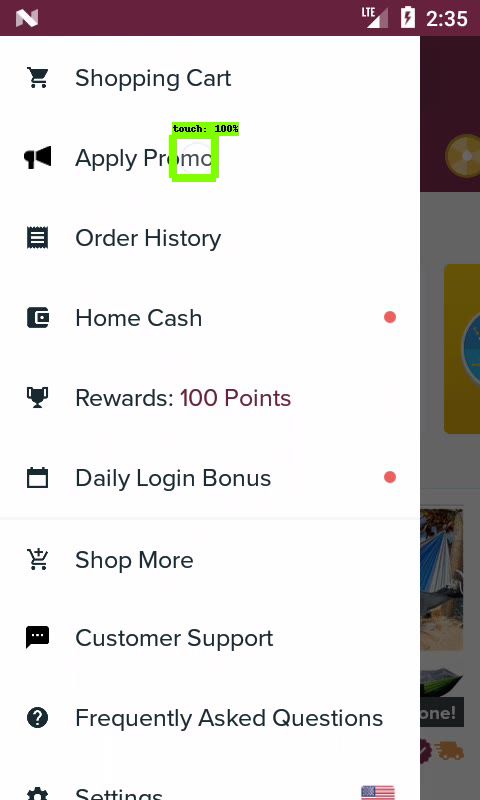 LTE 2:35
Shopping Cart
touch: 100%
Apply Promo
Order History
Home Cash
Rewards: 100 Points
Daily Login Bonus
Shop More
Customer Support
one!
Frequently Asked Questions
Settings